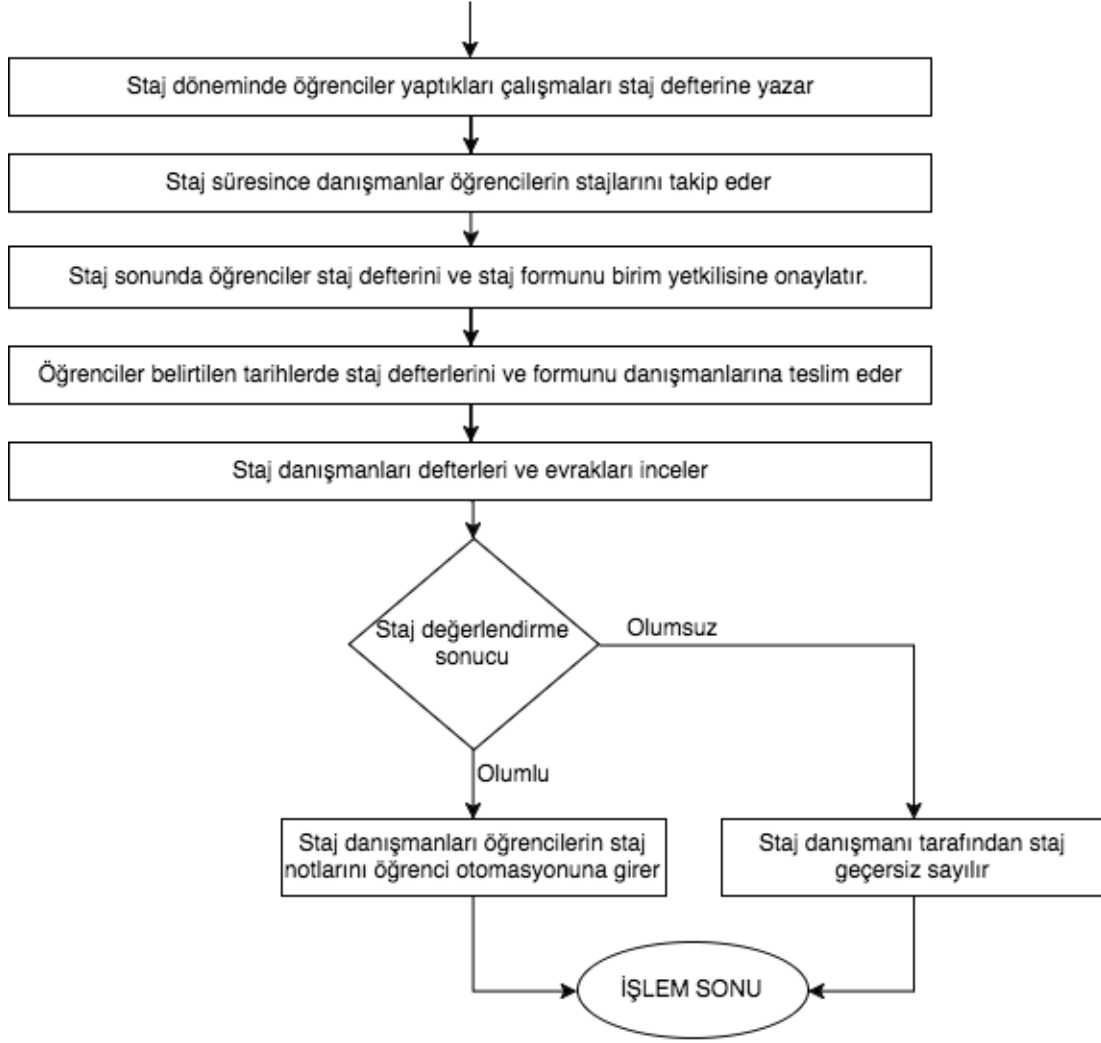 Staj döneminde öğrenciler yaptıkları çalışmaları staj defterine yazar
Staj süresince danışmanlar öğrencilerin stajlarını takip eder
Staj sonunda öğrenciler staj defterini ve staj formunu birim yetkilisine onaylatır.
Öğrenciler belirtilen tarihlerde staj defterlerini ve formunu danışmanlarına teslim eder
Staj danışmanları defterleri ve evrakları inceler
Staj değerlendirme
sonucu
Olumsuz
Olumlu
Staj danışmanları öğrencilerin staj
notlarını öğrenci otomasyonuna girer
Staj danışmanı tarafından staj
geçersiz sayılır
İŞLEM SONU